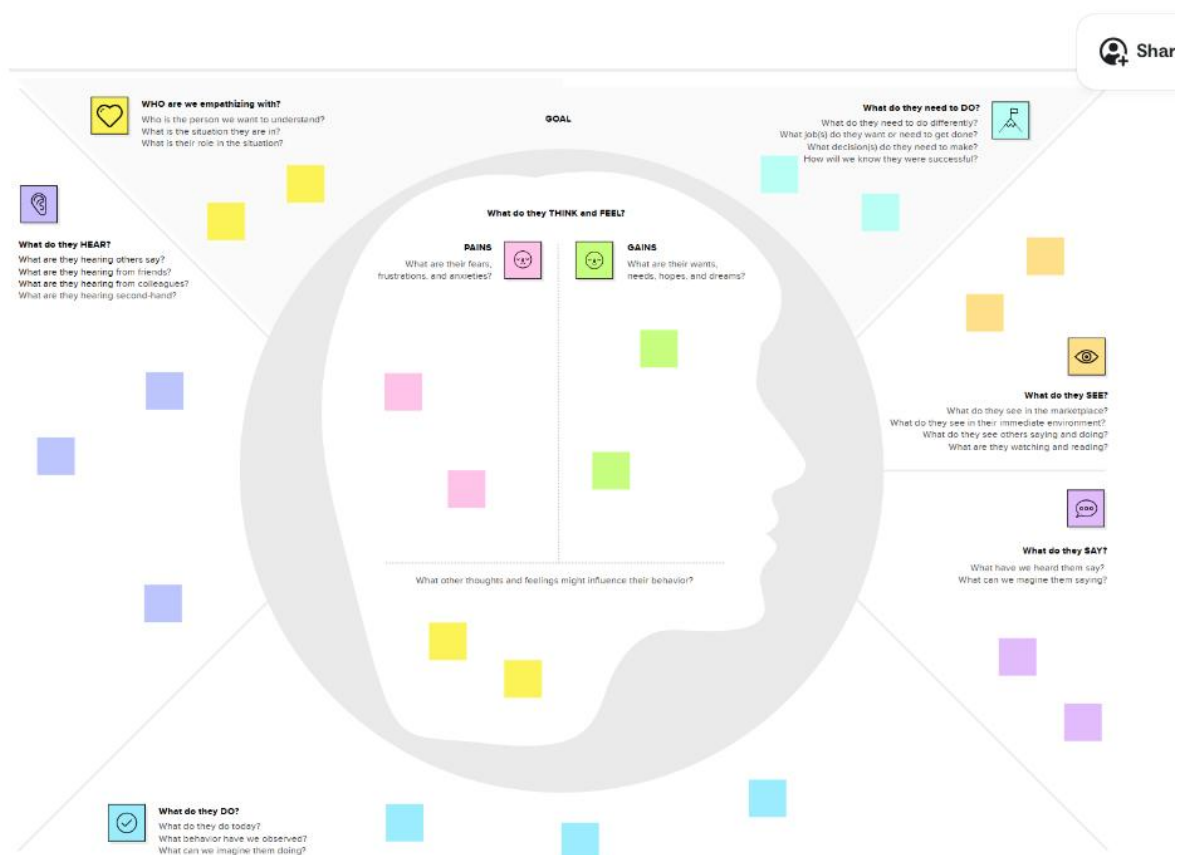 Shar
WHO are we empathizing with?
Who is the person we want to understand?
What is the situation they are in?
What is their role in the situation?
GOAL
What do they need to DO?
What do they need to do differently?
What job(s) do they want or need to get done?
What decision(s) do they need to make?
How will we know they were successful?
What do they HEAR?
What are they hearing others say?
What are they hearing from friends?
What are they hearing from colleagues?
What are they hearing second-hand?
What do they THINK and FEEL?
PAINS
What are their fears,
frustrations, and anxieties?
GAINS
What are their wants,
needs, hopes, and dreams?
What do they SEE?
What do they see in the marketplace?
What do they see in their immediate environment?
What do they see others saying and doing?
What are they watching and reading?
What do they SAY?
What have we heard them say?
What can we magine them saying?
What other thoughts and feelings might influence their behavior?
What do they DO?
What do they do today?
What behavior have we observed?
What can we imagine them doing?